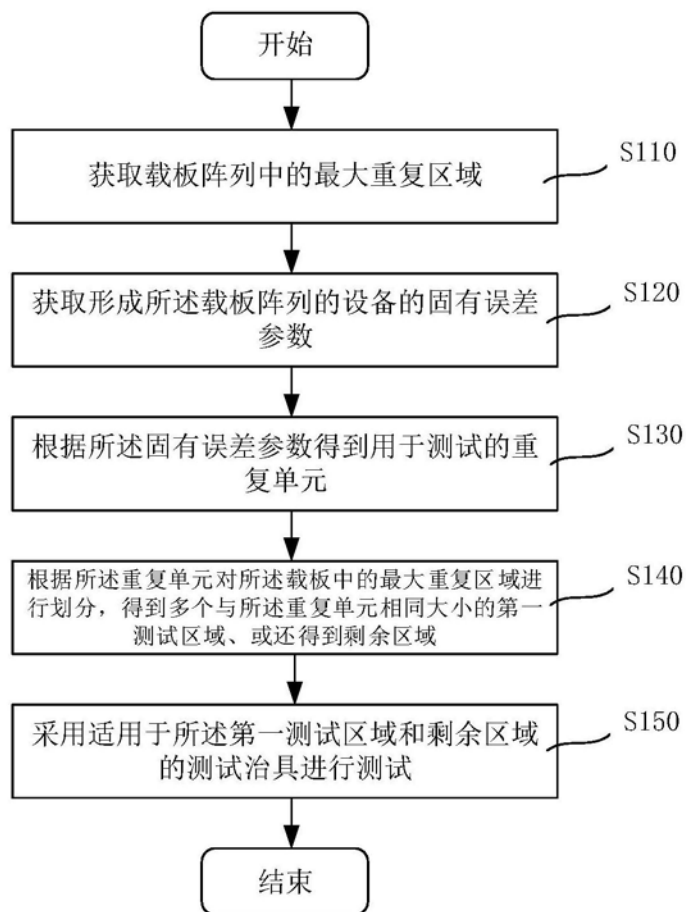 开始
获取载板阵列中的最大重复区域
S110
获取形成所述载板阵列的设备的固有误差
参数
S120
根据所述固有误差参数得到用于测试的重
复单元
S130
根据所述重复单元对所述载板中的最大重复区域进
行划分，得到多个与所述重复单元相同大小的第一
测试区域、或还得到剩余区域
S140
采用适用于所述第一测试区域和剩余区域
的测试治具进行测试
S150
结束